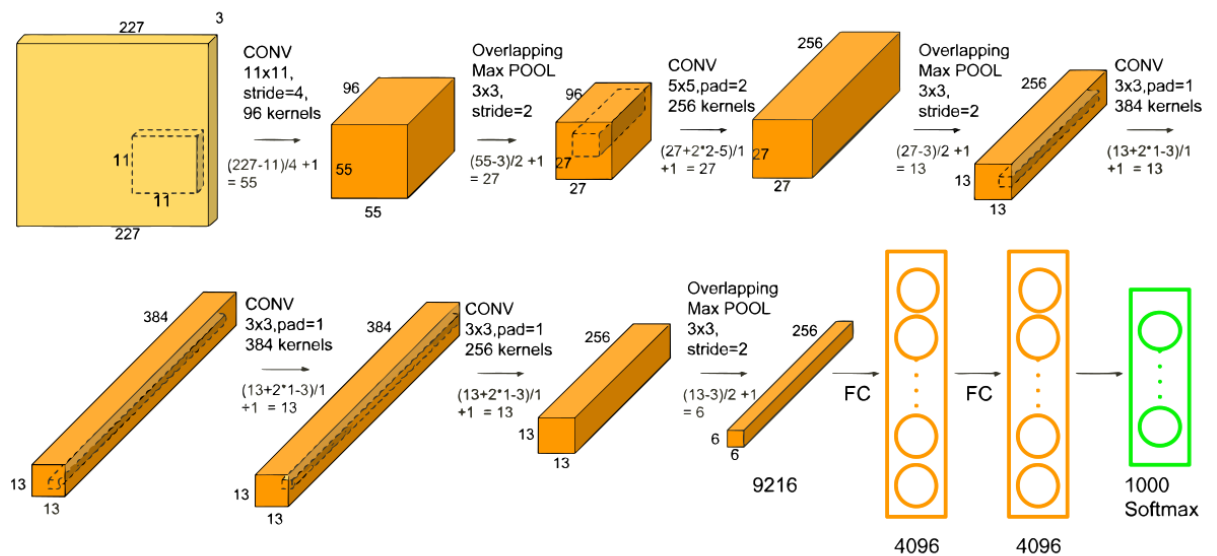 227
3
11
11
227
CONV
11x11,
stride=4,
96 kernels
(227-11)/4 +1
= 55
96
55
55
Overlapping
Max POOL
3x3,
stride=2
(55-3)/2 +1
= 27
96
27
27
CONV
5x5,pad=2
256 kernels
(27+2*2-5)/1
+1 = 27
256
27
27
Overlapping
Max POOL
3x3,
stride=2
(27-3)/2 +1
= 13
256
13
13
CONV
3x3,pad=1
384 kernels
(13+2*1-3)/1
+1 = 13
384
13
13
CONV
3x3,pad=1
384 kernels
(13+2*1-3)/1
+1 = 13
384
13
13
CONV
3x3,pad=1
256 kernels
(13+2*1-3)/1
+1 = 13
256
13
13
Overlapping
Max POOL
3x3,
stride=2
(13-3)/2 +1
= 6
256
6
6
9216
FC
4096
FC
4096
1000
Softmax